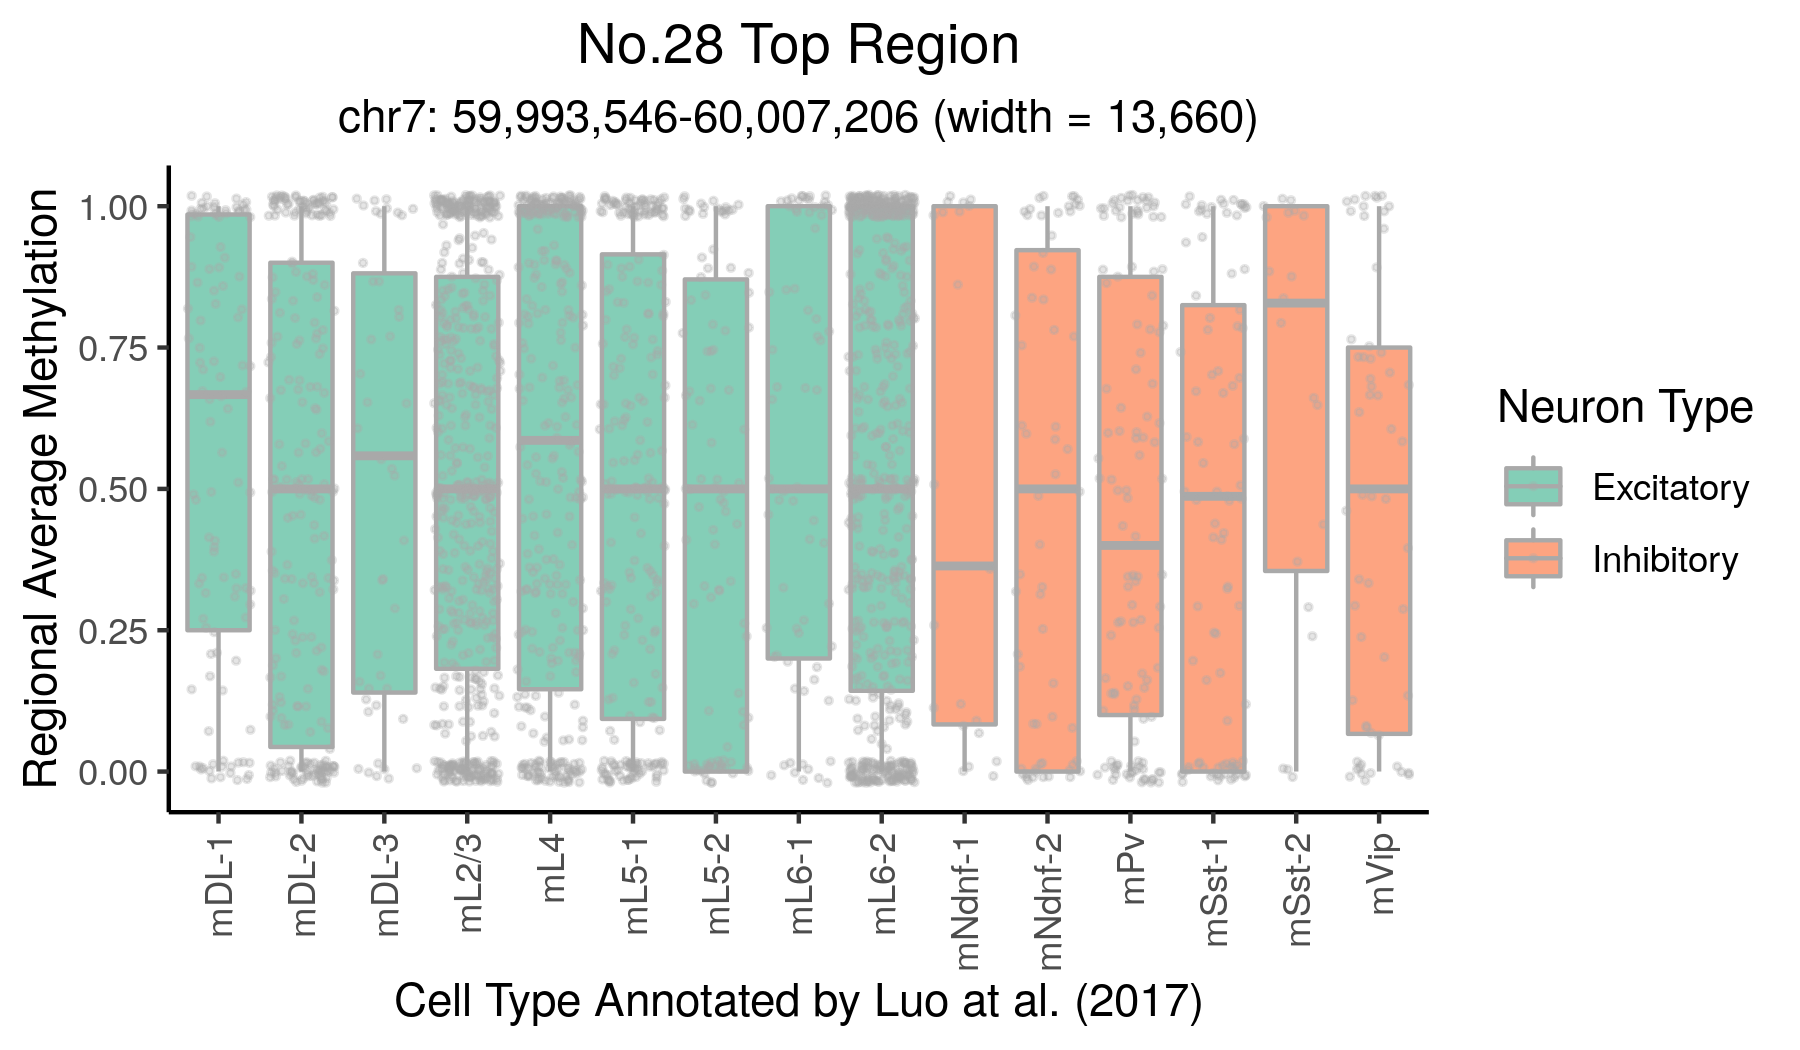 No.28 Top Region
chr7: 59,993,546-60,007,206 (width = 13,660)
Regional Average Methylation
1.00
0.75
0.50
0.25
0.00
mDL-1
mDL-2
mDL-3
mL2/3
mL4
mL5-1
mL5-2
mL6-1
mL6-2
mNdnf-1
mNdnf-2
mPv
mSst-1
mSst-2
mVip
Cell Type Annotated by Luo at al. (2017)
Neuron Type
Excitatory
Inhibitory